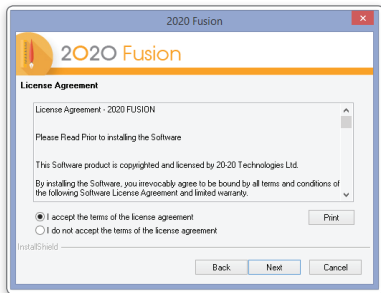 2020 Fusion
2020 Fusion
License Agreement
License Agreement - 2020 FUSION
Please Read Prior to installing the Software
This Software product is copyrighted and licensed by 20-20 Technologies Ltd.
By installing the Software, you irrevocably agree to be bound by all terms and conditions of
the following Software License Agreement and limited warranty.
I accept the terms of the license agreement
Print
I do not accept the terms of the license agreement
InstallShield
Back
Next
Cancel